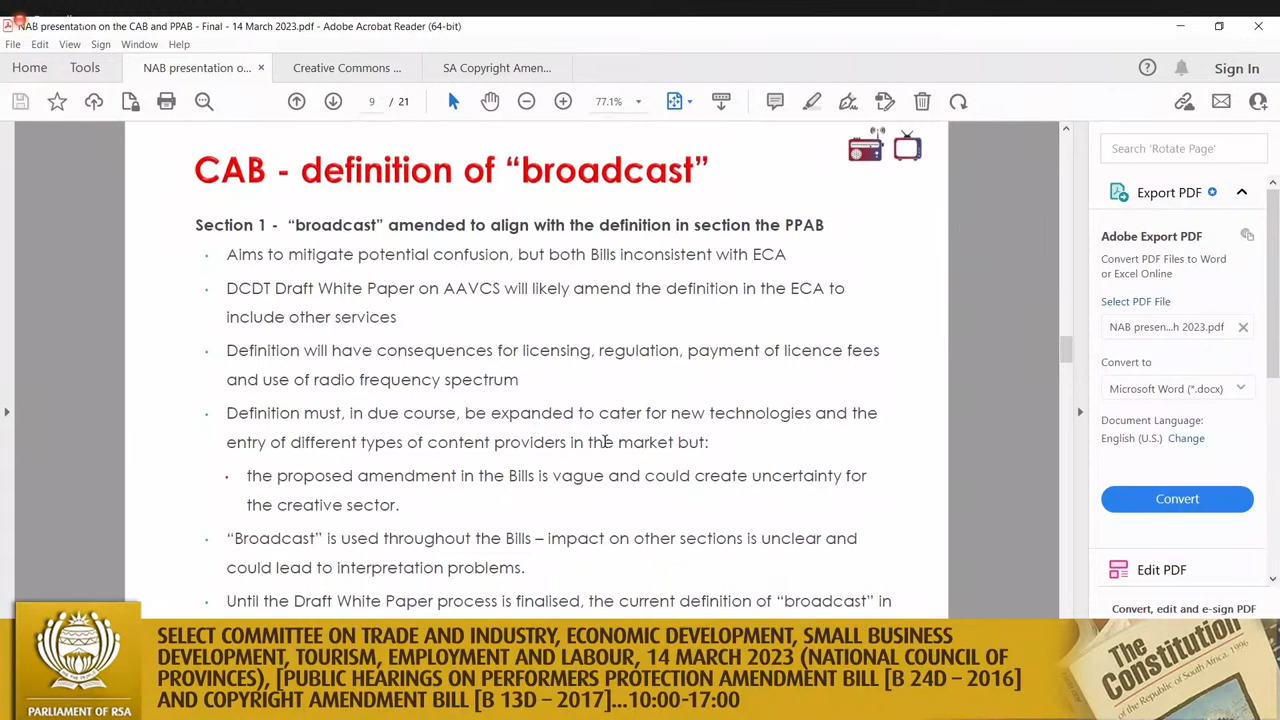 NAB presentation on the CAB and PPAB - Final - 14 March 2023.pdf - Adobe Acrobat Reader (64-bit)
File Edit View Sign Window Help
Home Tools NAB presentation o... × Creative Commons ... SA Copyright Amen... Sign In
9 / 21 77.1%
CAB - definition of “broadcast”
Section 1 - “broadcast” amended to align with the definition in section the PPAB
· Aims to mitigate potential confusion, but both Bills inconsistent with ECA
· DCDT Draft White Paper on AAVCS will likely amend the definition in the ECA to
include other services
· Definition will have consequences for licensing, regulation, payment of licence fees
and use of radio frequency spectrum
· Definition must, in due course, be expanded to cater for new technologies and the
entry of different types of content providers in the market but:
· the proposed amendment in the Bills is vague and could create uncertainty for
the creative sector.
· “Broadcast” is used throughout the Bills – impact on other sections is unclear and
could lead to interpretation problems.
· Until the Draft White Paper process is finalised, the current definition of “broadcast” in
Search 'Rotate Page'
Export PDF
Adobe Export PDF
Convert PDF Files to Word
or Excel Online
Select PDF File
NAB presen...h 2023.pdf ×
Convert to
Microsoft Word (*.docx)
Document Language:
English (U.S.) Change
Convert
Edit PDF
Convert, edit and e-sign PDF
SELECT COMMITTEE ON TRADE AND INDUSTRY, ECONOMIC DEVELOPMENT, SMALL BUSINESS
DEVELOPMENT, TOURISM, EMPLOYMENT AND LABOUR, 14 MARCH 2023 (NATIONAL COUNCIL OF
PROVINCES), [PUBLIC HEARINGS ON PERFORMERS PROTECTION AMENDMENT BILL [B 24D – 2016]
AND COPYRIGHT AMENDMENT BILL [B 13D – 2017]...10:00-17:00
PARLIAMENT OF RSA
The
Constitution
of the Republic of South Africa, 1996